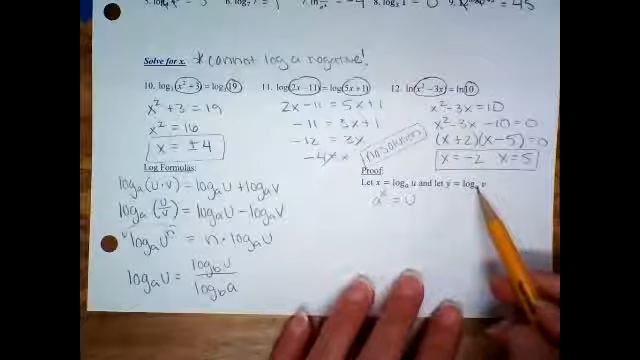 = 45
Solve for x. *cannot log a negative!
10. log₃(x² + 3) = log₃ 19
x² + 3 = 19
x² = 16
x = ±4
11. log(2x – 11) = log(5x + 1)
2x – 11 = 5x + 1
-11 = 3x + 1
-12 = 3x
-4 = x no solution
12. ln(x² – 3x) = ln 10
x² - 3x = 10
x² - 3x - 10 = 0
(x + 2)(x - 5) = 0
x = -2 x = 5
Log Formulas:
logₐ(u · v) = logₐu + logₐv
logₐ(u/v) = logₐu - logₐv
logₐuⁿ = n · logₐu
logₐu = log_b u / log_b a
Proof
Let x = logₐ u and let y = logₐ v
aˣ = u